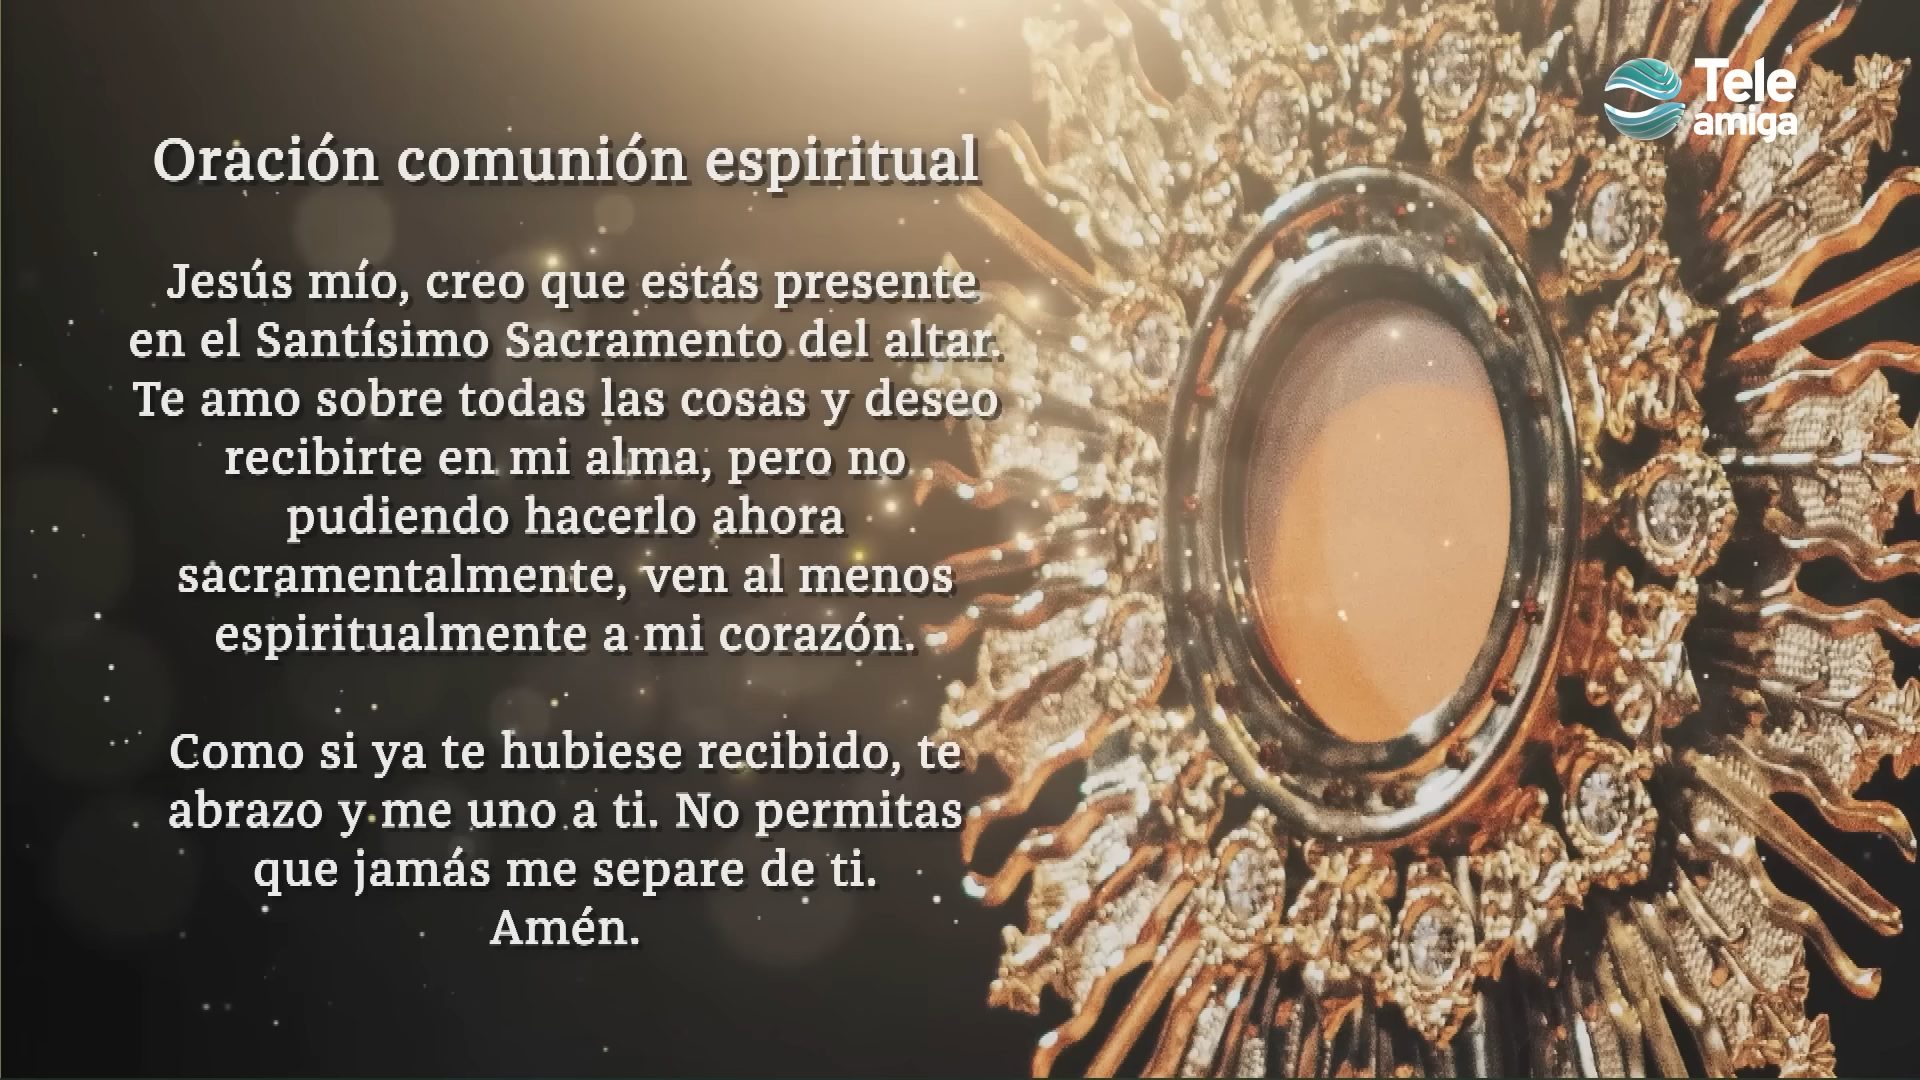 Tele
amiga
Oración comunión espiritual
Jesús mío, creo que estás presente
en el Santísimo Sacramento del altar.
Te amo sobre todas las cosas y deseo
recibirte en mi alma, pero no
pudiendo hacerlo ahora
sacramentalmente, ven al menos
espiritualmente a mi corazón.
Como si ya te hubiese recibido, te
abrazo y me uno a ti. No permitas
que jamás me separe de ti.
Amén.